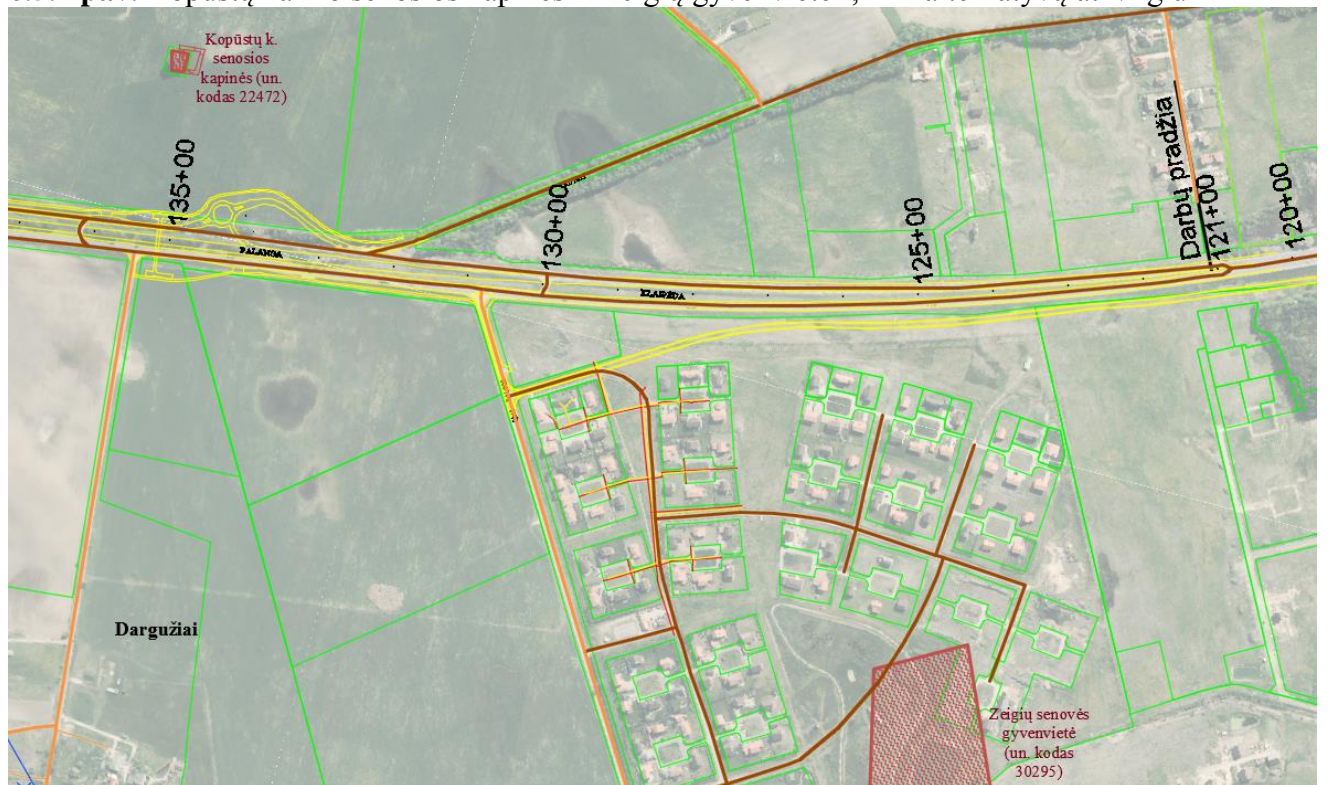 Kopūstų k.
senosios
kapinės (un.
kodas 22472)
135+00
130+00
125+00
Darbų pradžia
121+00
120+00
PALANGA
Dargužiai
Zeigių senovės
gyvenvietė
(un. kodas
30295)